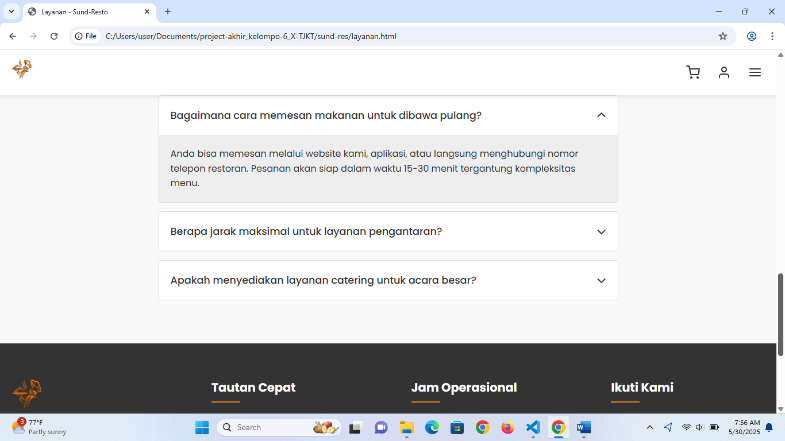 Layanan - Sund-Resto
File
C:/Users/user/Documents/project-akhir_kelompo-6_X-TJKT/sund-res/layanan.html
Bagaimana cara memesan makanan untuk dibawa pulang?
Anda bisa memesan melalui website kami, aplikasi, atau langsung menghubungi nomor
telepon restoran. Pesanan akan siap dalam waktu 15-30 menit tergantung kompleksitas
menu.
Berapa jarak maksimal untuk layanan pengantaran?
Apakah menyediakan layanan catering untuk acara besar?
Tautan Cepat
Jam Operasional
Ikuti Kami
3
77°F
Partly sunny
Search
7:56 AM
5/30/2025